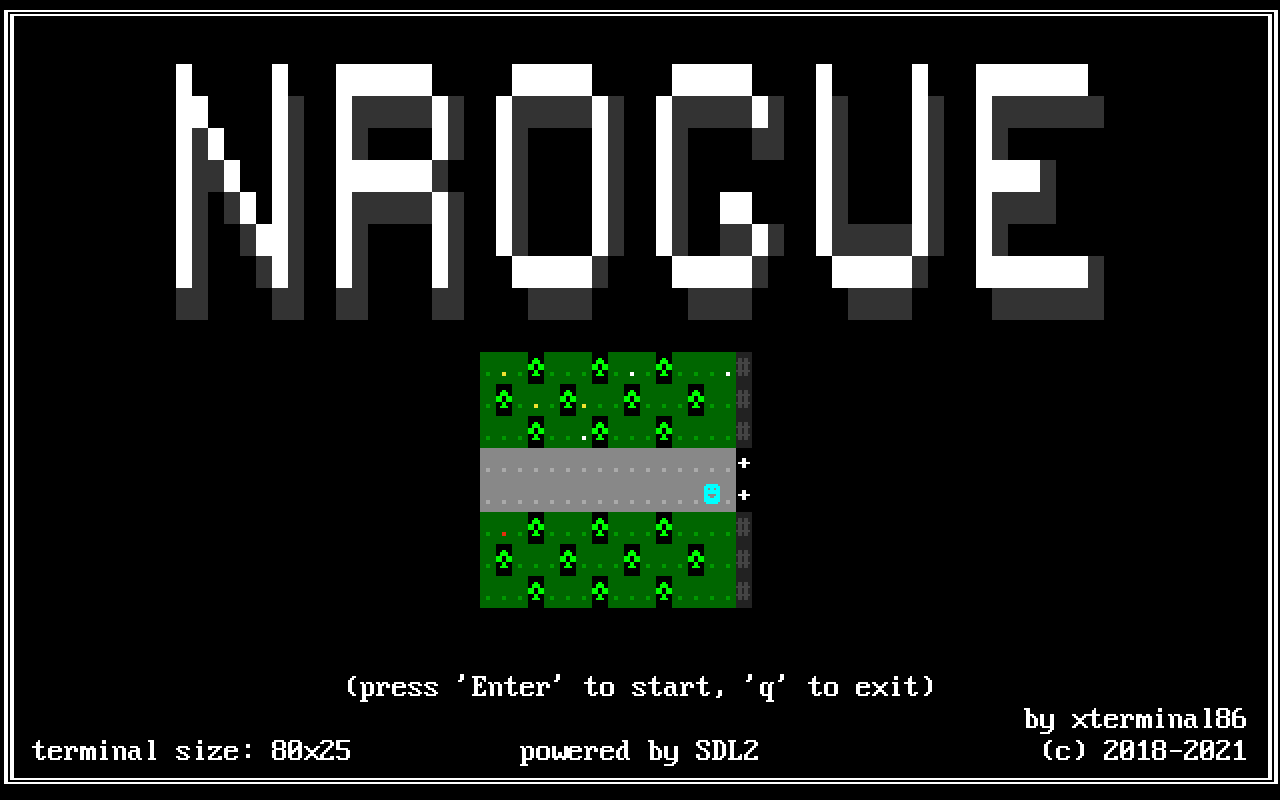 NROGUE
(press 'Enter' to start, 'q' to exit)
by xterminal86
terminal size: 80x25 powered by SDL2 (c) 2018-2021